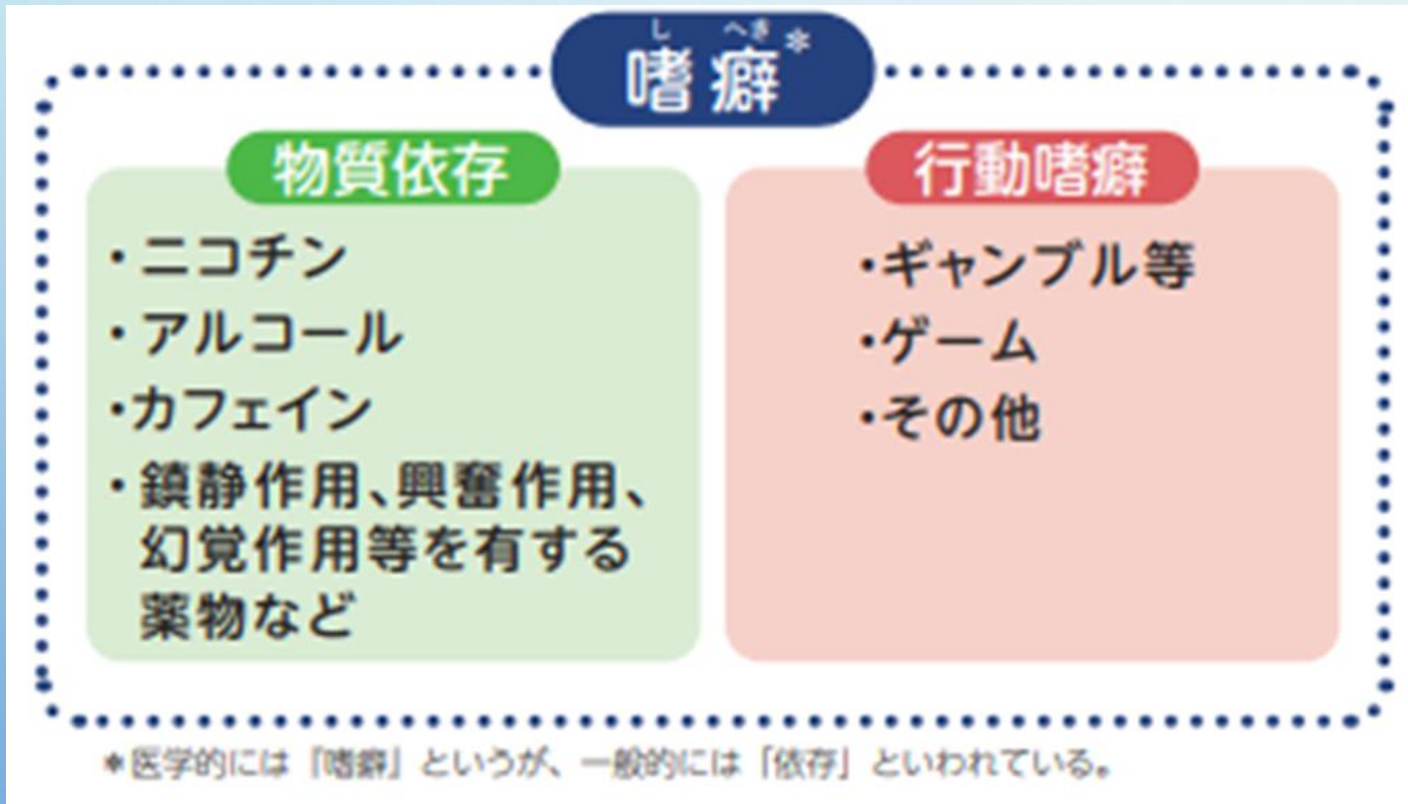 嗜癖*
物質依存
・ニコチン
・アルコール
・カフェイン
・鎮静作用、興奮作用、
幻覚作用等を有する
薬物など
行動嗜癖
・ギャンブル等
・ゲーム
・その他
*医学的には「嗜癖」というが、一般的には「依存」といわれている。